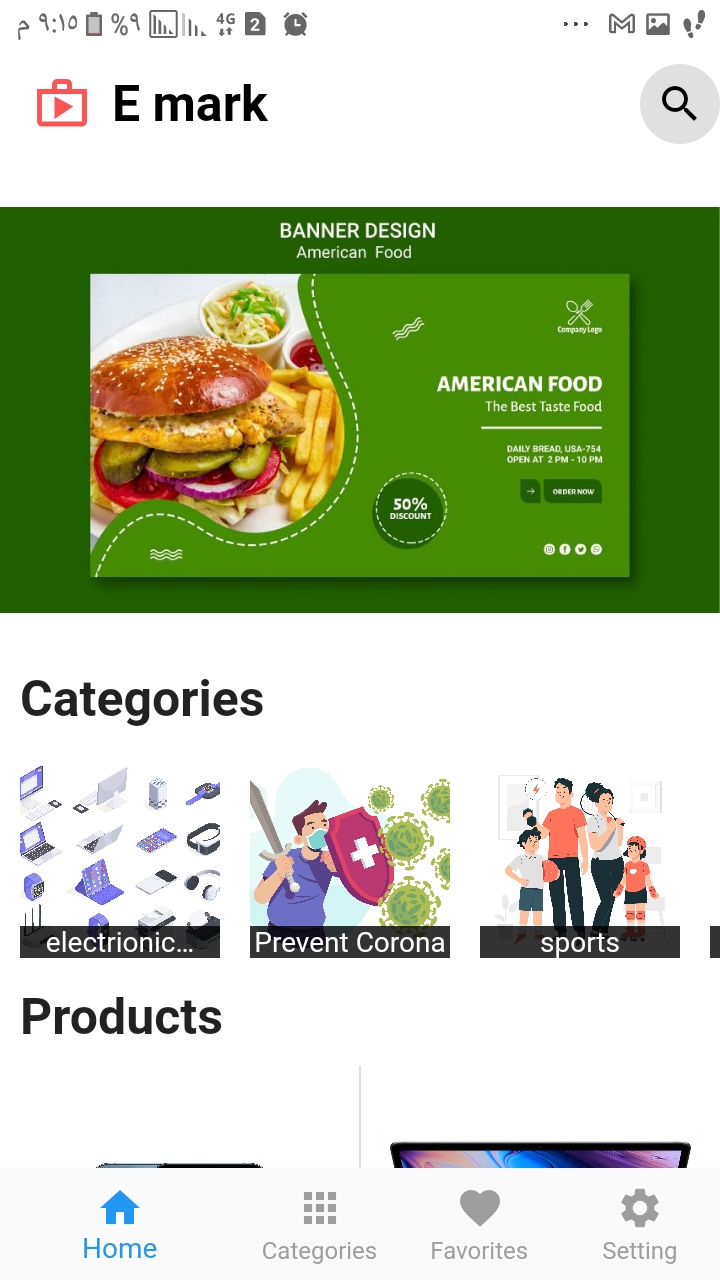 م ٩:١٥ %٩ 4G 2
E mark
BANNER DESIGN
American Food
Company Logo
AMERICAN FOOD
The Best Taste Food
DAILY BREAD, USA-754
OPEN AT 2 PM - 10 PM
ORDER NOW
50%
DISCOUNT
Categories
electrionic...
Prevent Corona
sports
Products
Home
Categories
Favorites
Setting